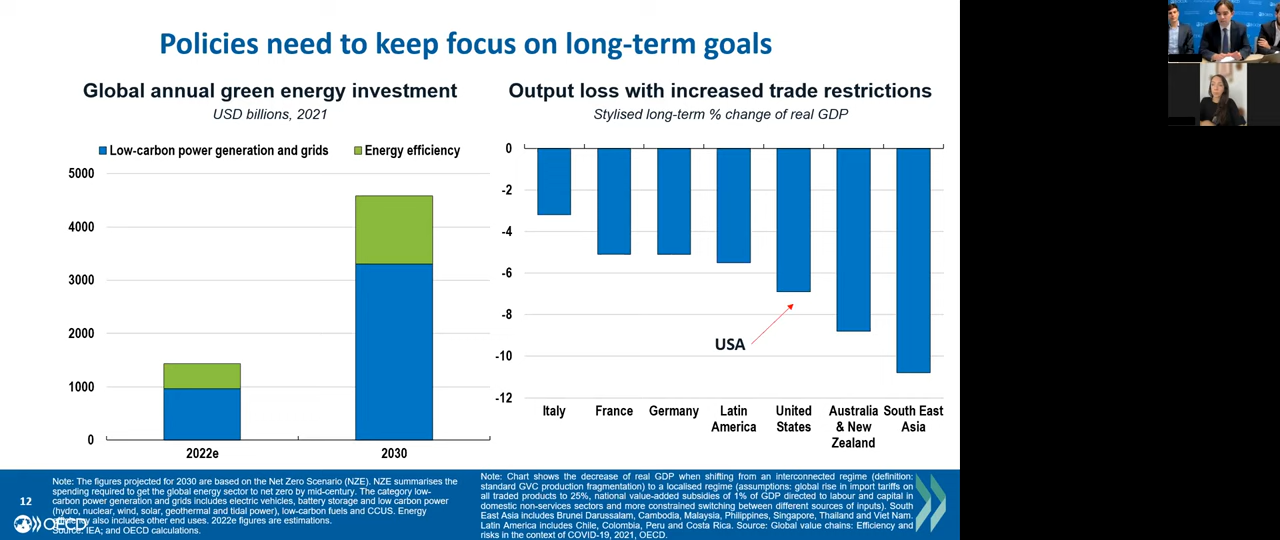 Policies need to keep focus on long-term goals
Global annual green energy investment
USD billions, 2021
Low-carbon power generation and grids
Energy efficiency
5000
4000
3000
2000
1000
0
2022e
2030
Output loss with increased trade restrictions
Stylised long-term % change of real GDP
0
-2
-4
-6
-8
-10
-12
USA
Italy
France
Germany
Latin
America
United
States
Australia
& New
Zealand
South East
Asia
12
Note: The figures projected for 2030 are based on the Net Zero Scenario (NZE). NZE summarises the
spending required to get the global energy sector to net zero by mid-century. The category low-
carbon power generation and grids includes electric vehicles, battery storage and low carbon power
(hydro, nuclear, wind, solar, geothermal and tidal power), low-carbon fuels and CCUS. Energy
also includes other end uses. 2022e figures are estimations.
Source: IEA; and OECD calculations.
OECD
Note: Chart shows the decrease of real GDP when shifting from an interconnected regime (definition:
standard GVC production fragmentation) to a localised regime (assumptions: global rise in import tariffs on
all traded products to 25%, national value-added subsidies of 1% of GDP directed to labour and capital in
domestic non-services sectors and more constrained switching between different sources of inputs). South
East Asia includes Brunei Darussalam, Cambodia, Malaysia, Philippines, Singapore, Thailand and Viet Nam.
Latin America includes Chile, Colombia, Peru and Costa Rica. Source: Global value chains: Efficiency and
risks in the context of COVID-19, 2021, OECD.